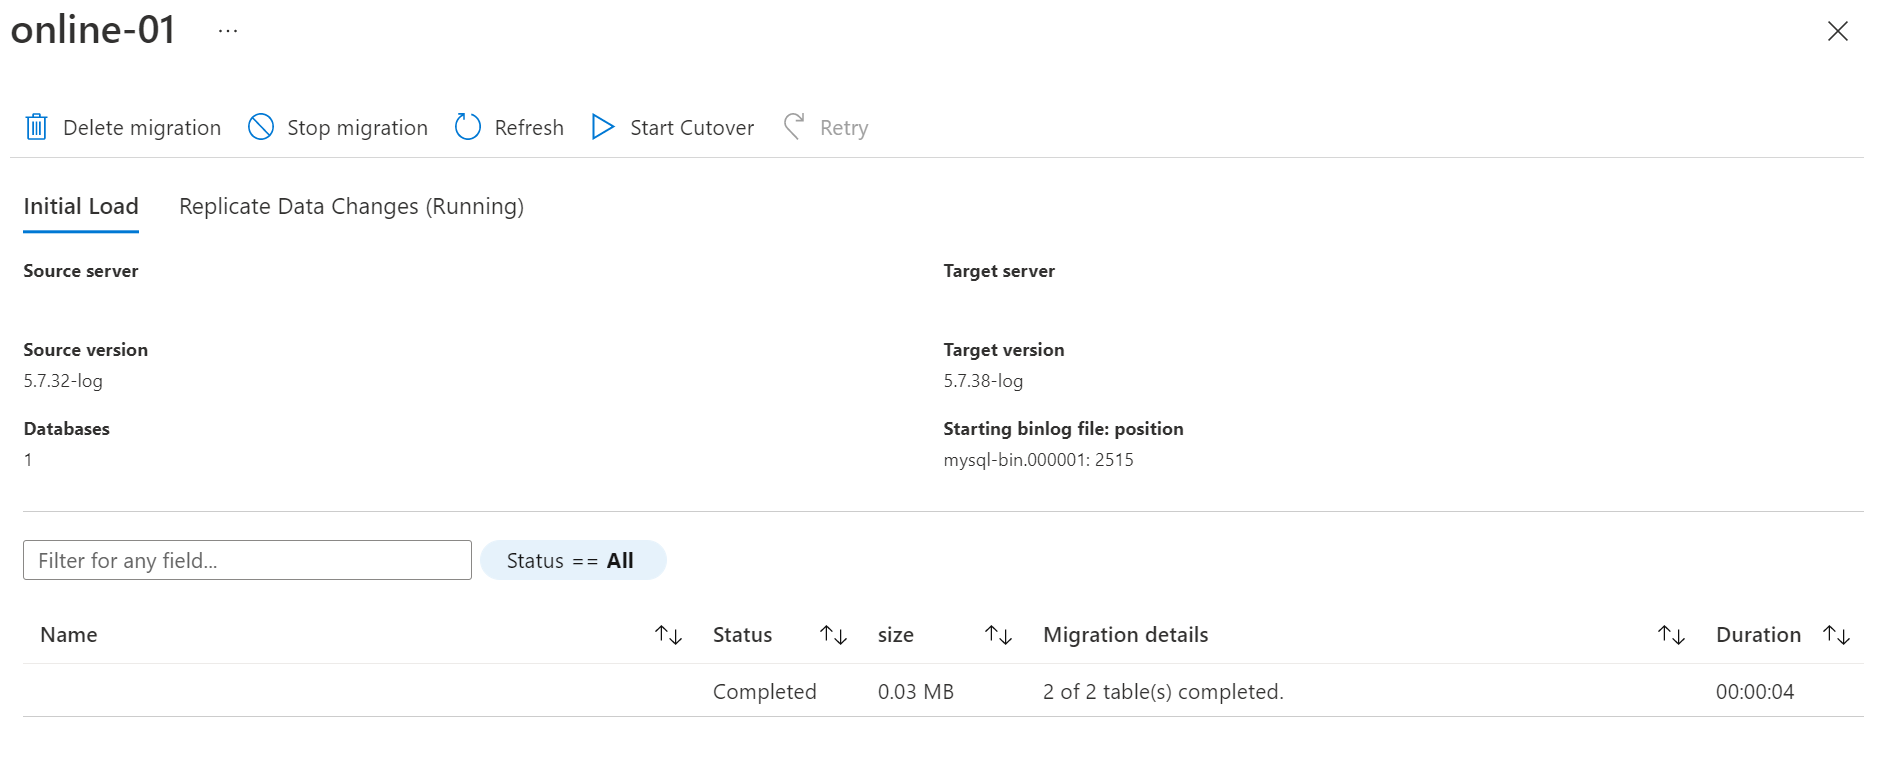 online-01 ...
Delete migration Stop migration Refresh Start Cutover Retry
Initial Load Replicate Data Changes (Running)
Source server Target server
Source version Target version
5.7.32-log 5.7.38-log
Databases Starting binlog file: position
1 mysql-bin.000001: 2515
Filter for any field... Status == All
Name Status size Migration details Duration
Completed 0.03 MB 2 of 2 table(s) completed. 00:00:04